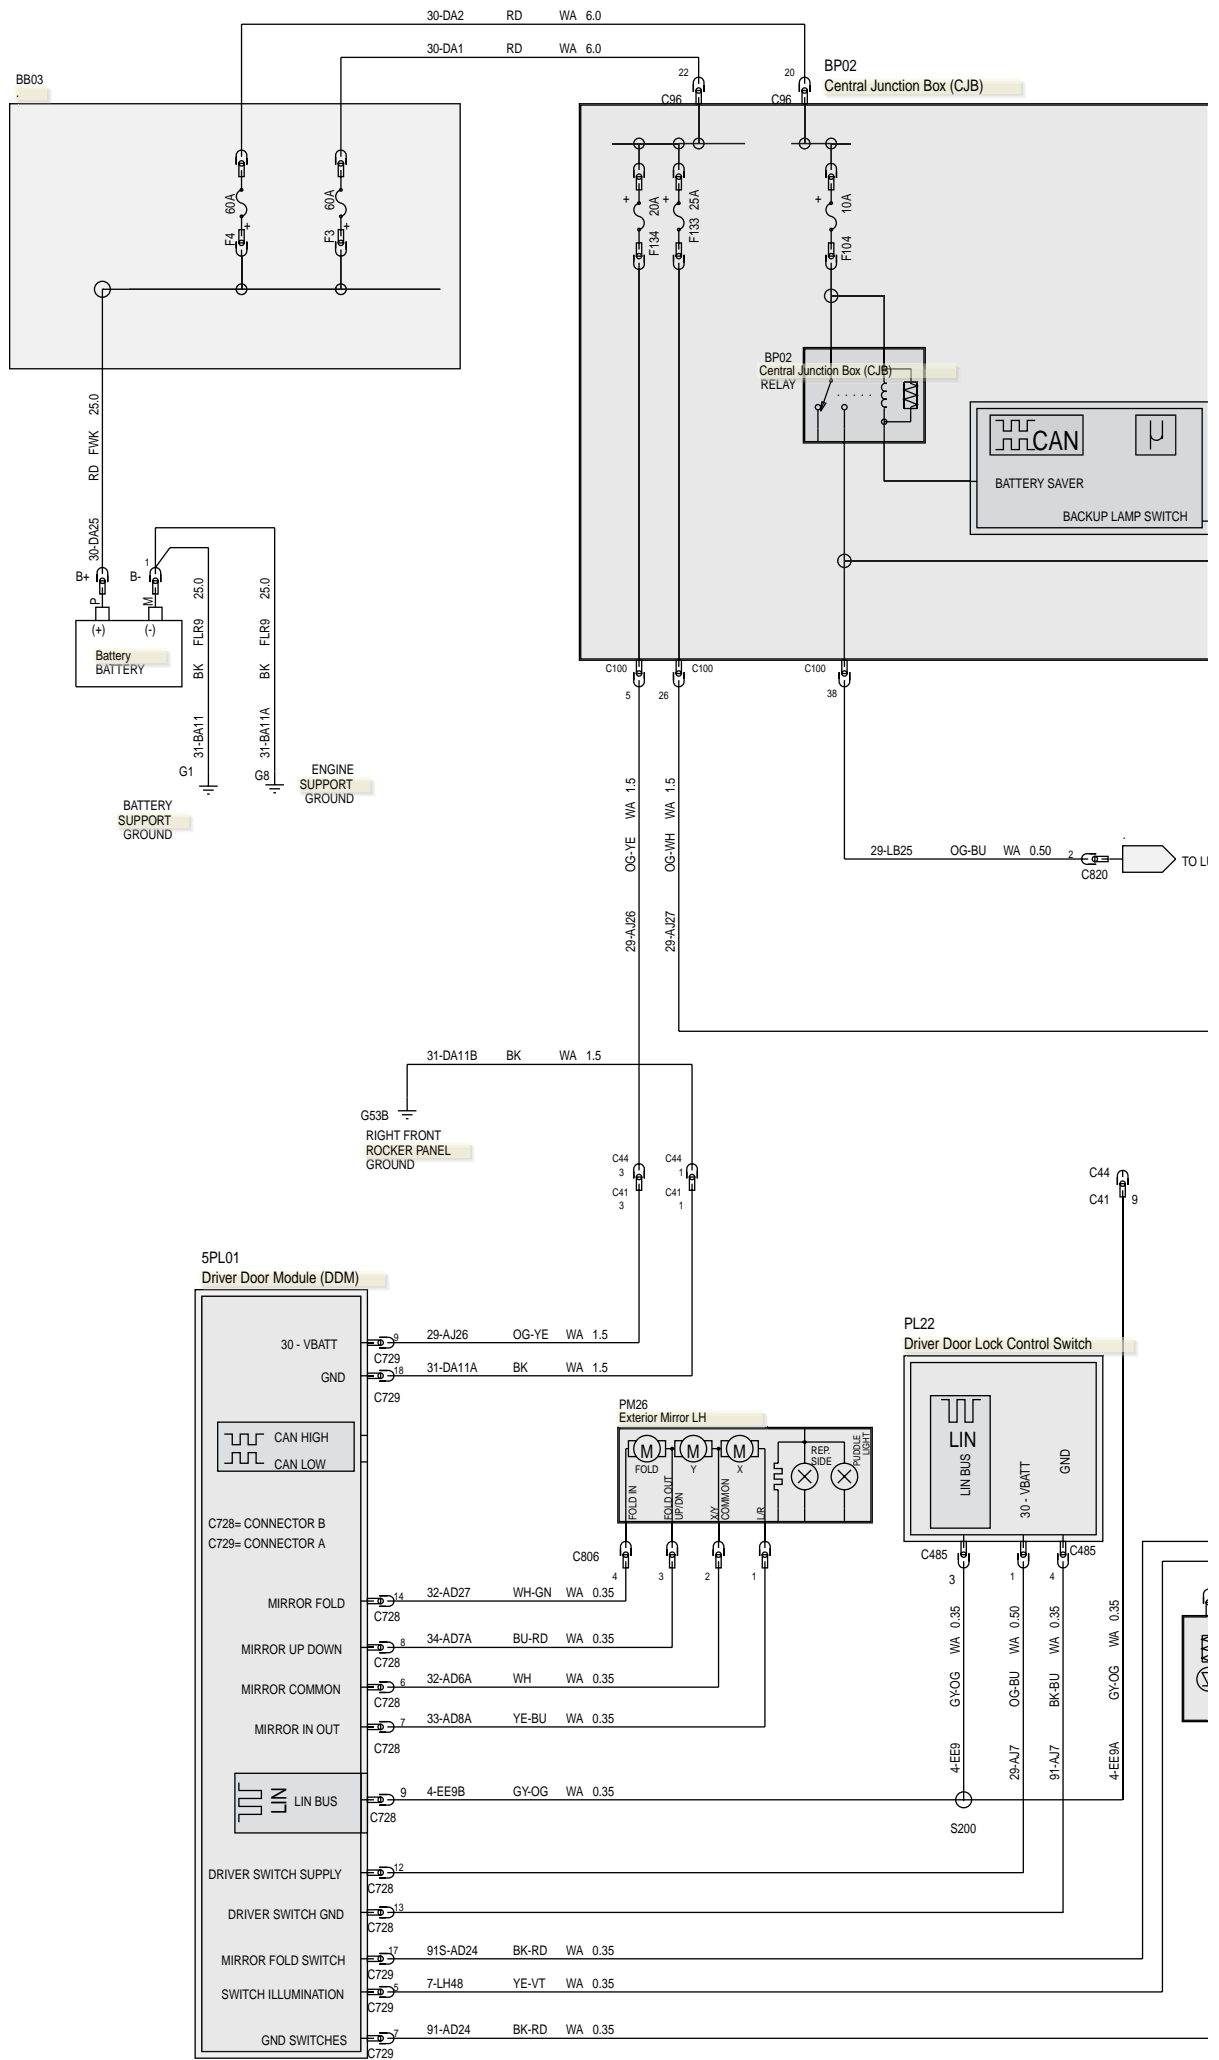 30-DA2 RD WA 6.0
30-DA1 RD WA 6.0
BB03
.
22
C96
20
C96
BP02
Central Junction Box (CJB)
60A
F4
+
60A
F3
+
+
20A
F134
+
25A
F133
+
10A
F104
BP02
Central Junction Box (CJB)
RELAY
CAN
µ
BATTERY SAVER
BACKUP LAMP SWITCH
30-DA25 RD FWK 25.0
B+
P
B-
1
M
(+)
(-)
Battery
BATTERY
31-BA11 BK FLR9 25.0
31-BA11A BK FLR9 25.0
G1
G8
BATTERY
SUPPORT
GROUND
ENGINE
SUPPORT
GROUND
C100
5
C100
26
C100
38
29-AJ26 OG-YE WA 1.5
29-AJ27 OG-WH WA 1.5
29-LB25 OG-BU WA 0.50
2
C820
.
31-DA11B BK WA 1.5
G53B
RIGHT FRONT
ROCKER PANEL
GROUND
C44
3
C41
3
C44
1
C41
1
C44
C41
9
5PL01
Driver Door Module (DDM)
30 - VBATT
9
C729
29-AJ26 OG-YE WA 1.5
GND
18
C729
31-DA11A BK WA 1.5
CAN HIGH
CAN LOW
C728= CONNECTOR B
C729= CONNECTOR A
PM26
Exterior Mirror LH
M
FOLD
M
Y
M
X
REP.
SIDE
PUDDLE
LIGHT
FOLD IN
FOLD OUT
UP/DN
X/Y
COMMON
L/R
C806
4
3
2
1
PL22
Driver Door Lock Control Switch
LIN
LIN BUS
30 - VBATT
GND
C485
3
1
4
C485
4-EE9 GY-OG WA 0.35
29-AJ7 OG-BU WA 0.50
91-AJ7 BK-BU WA 0.35
4-EE9A GY-OG WA 0.35
MIRROR FOLD
14
C728
32-AD27 WH-GN WA 0.35
MIRROR UP DOWN
8
C728
34-AD7A BU-RD WA 0.35
MIRROR COMMON
6
C728
32-AD6A WH WA 0.35
MIRROR IN OUT
7
C728
33-AD8A YE-BU WA 0.35
LIN
LIN BUS
9
C728
4-EE9B GY-OG WA 0.35
S200
DRIVER SWITCH SUPPLY
12
C728
DRIVER SWITCH GND
13
C728
MIRROR FOLD SWITCH
17
C729
91S-AD24 BK-RD WA 0.35
SWITCH ILLUMINATION
5
C729
7-LH48 YE-VT WA 0.35
GND SWITCHES
7
C729
91-AD24 BK-RD WA 0.35
TO